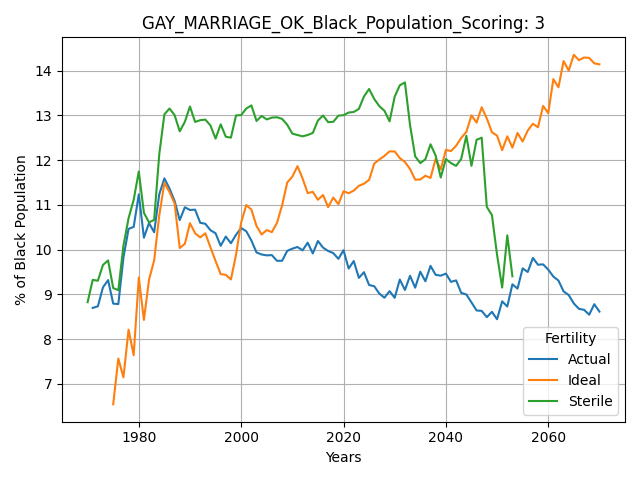 GAY_MARRIAGE_OK_Black_Population_Scoring: 3
% of Black Population
14
13
12
11
10
9
8
7
1980
2000
2020
2040
2060
Years
Fertility
Actual
Ideal
Sterile